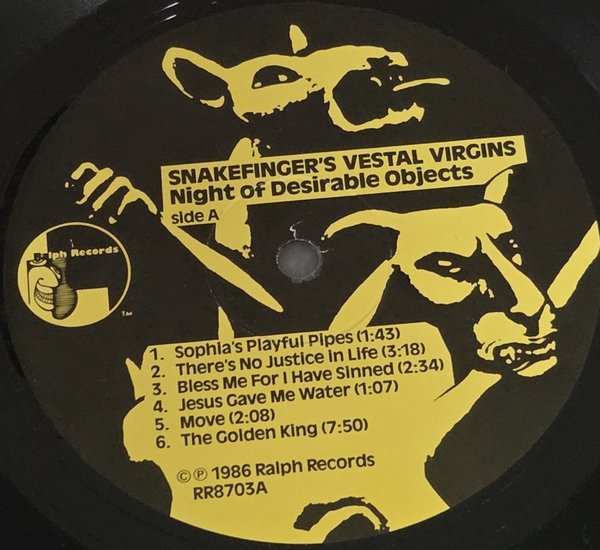 SNAKEFINGER'S VESTAL VIRGINS
Night of Desirable Objects
side A
Ralph Records
TM
1. Sophia's Playful Pipes (1:43)
2. There's No Justice in Life (3:18)
3. Bless Me For I Have Sinned (2:34)
4. Jesus Gave Me Water (1:07)
5. Move (2:08)
6. The Golden King (7:50)
© ℗ 1986 Ralph Records
RR8703A